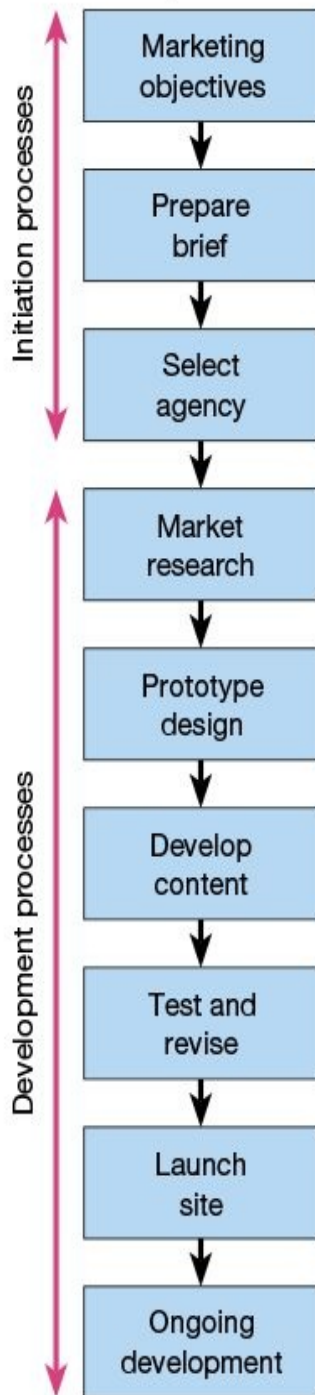 Initiation processes
Marketing
objectives
Prepare
brief
Select
agency
Development processes
Market
research
Prototype
design
Develop
content
Test and
revise
Launch
site
Ongoing
development